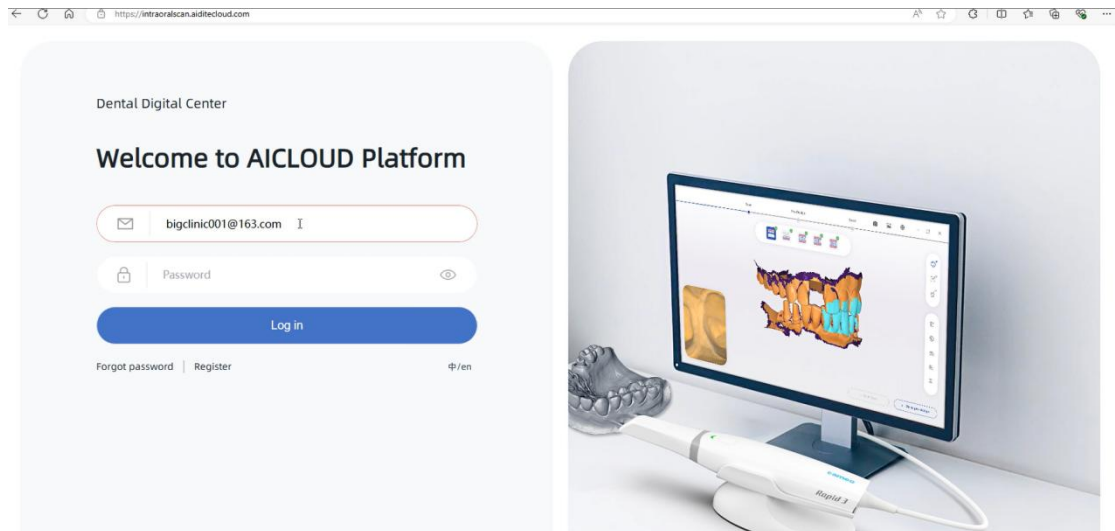 https://intraoralscan.aiditecloud.com
Dental Digital Center
Welcome to AICLOUD Platform
bigclinic001@163.com
Password
Log in
Forgot password | Register
中/en
Rapid 3